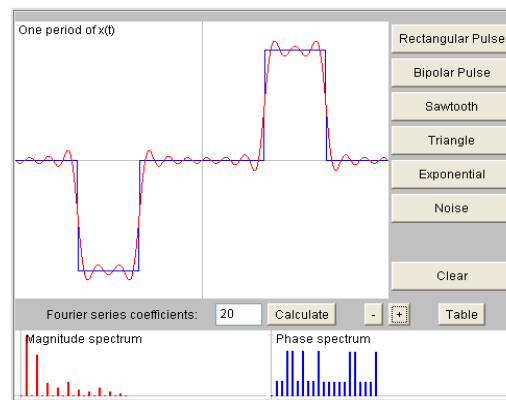 One period of x(t)
Rectangular Pulse
Bipolar Pulse
Sawtooth
Triangle
Exponential
Noise
Clear
Fourier series coefficients: 20 Calculate - + Table
Magnitude spectrum
Phase spectrum